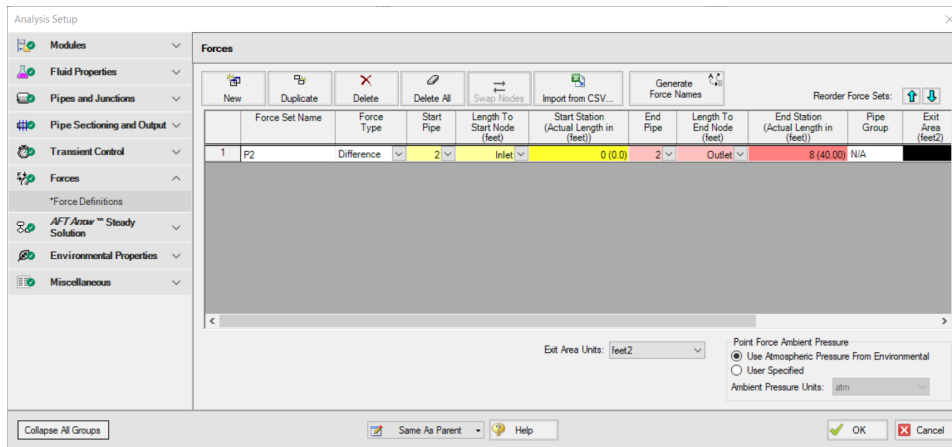 Analysis Setup
Modules
Fluid Properties
Pipes and Junctions
Pipe Sectioning and Output
Transient Control
Forces
*Force Definitions
AFT Arrow™ Steady
Solution
Environmental Properties
Miscellaneous
Forces
New
Duplicate
Delete
Delete All
Swap Nodes
Import from CSV...
Generate
Force Names
Reorder Force Sets:
Force Set Name
Force
Type
Start
Pipe
Length To
Start Node
(feet)
Start Station
(Actual Length in
(feet))
End
Pipe
Length To
End Node
(feet)
End Station
(Actual Length in
(feet))
Pipe
Group
Exit
Area
(feet2)
1 P2 Difference 2 Inlet 0 (0.0) 2 Outlet 8 (40.00) N/A
Exit Area Units: feet2
Point Force Ambient Pressure
Use Atmospheric Pressure From Environmental
User Specified
Ambient Pressure Units: atm
Collapse All Groups
Same As Parent
Help
OK
Cancel